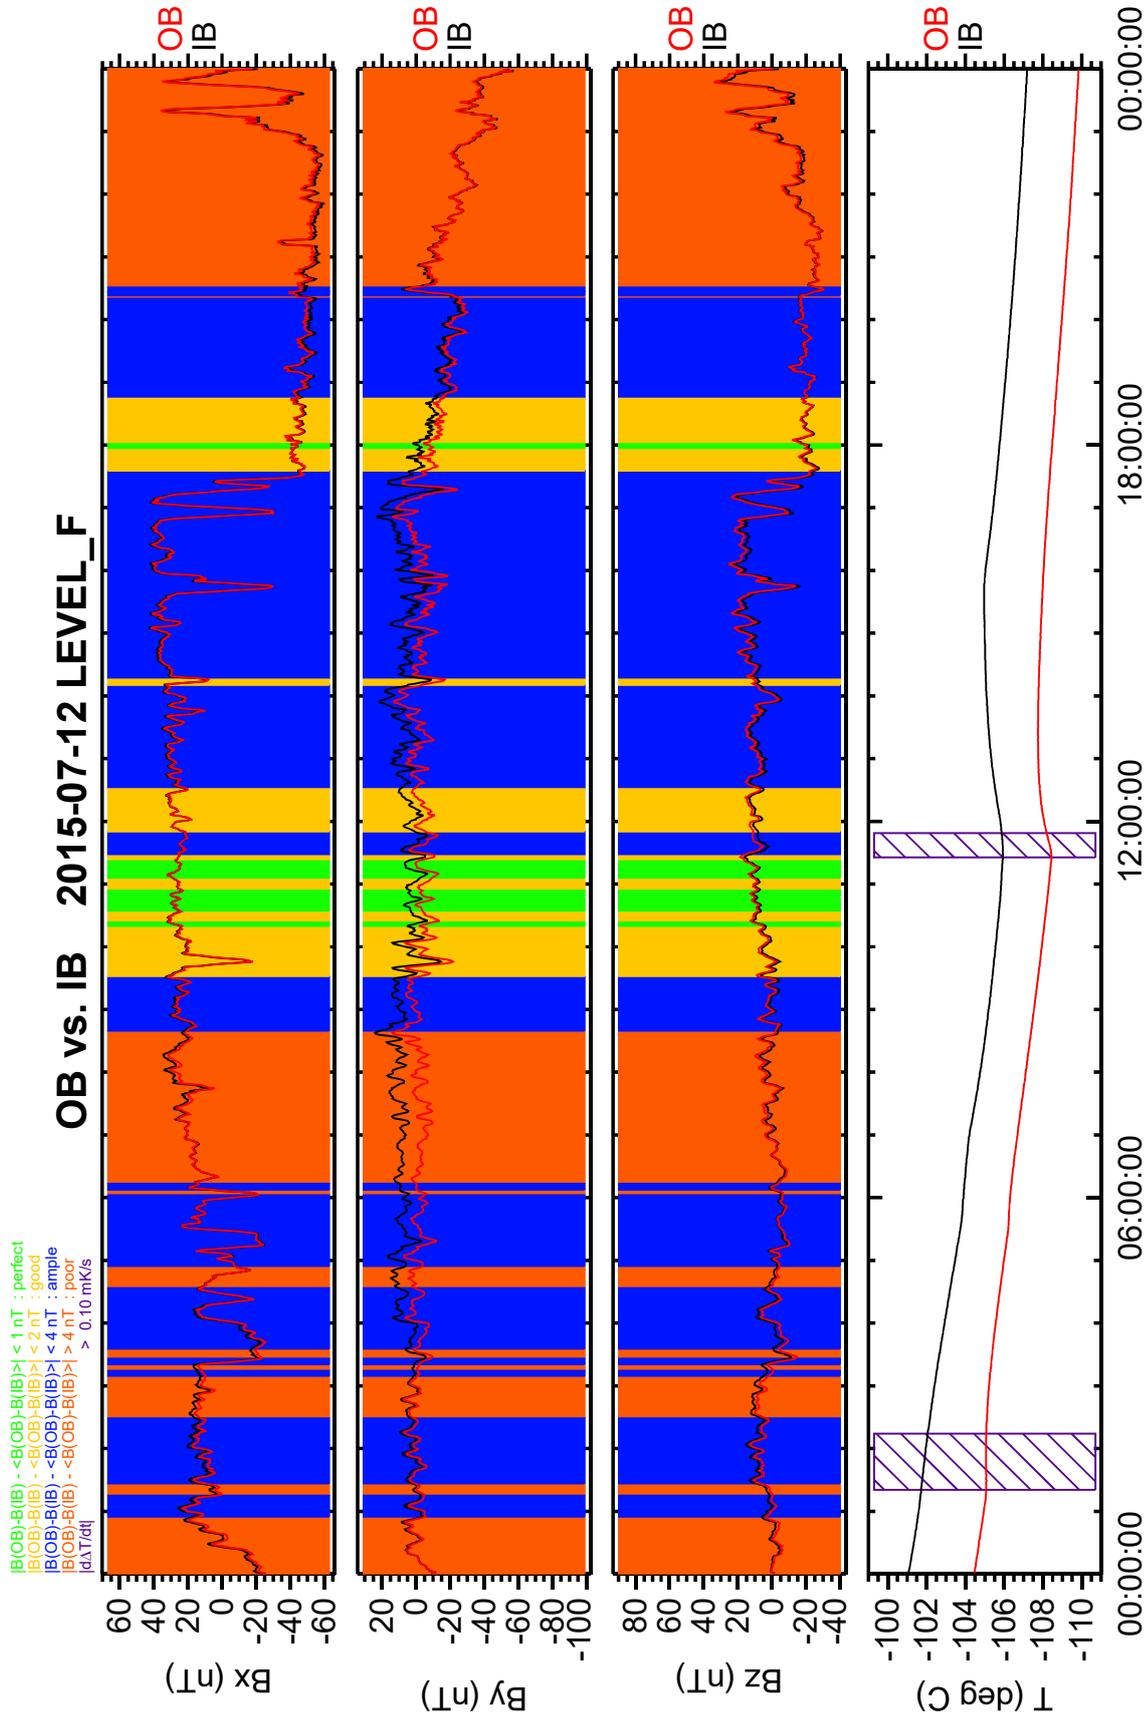 |B(OB)-B(IB) - <B(OB)-B(IB)>| < 1 nT : perfect
|B(OB)-B(IB) - <B(OB)-B(IB)>| < 2 nT : good
|B(OB)-B(IB) - <B(OB)-B(IB)>| < 4 nT : ample
|B(OB)-B(IB) - <B(OB)-B(IB)>| > 4 nT : poor
|dΔT/dt| > 0.10 mK/s
OB vs. IB 2015-07-12 LEVEL_F
Bx (nT)
60
40
20
0
-20
-40
-60
OB
IB
By (nT)
20
0
-20
-40
-60
-80
-100
OB
IB
Bz (nT)
80
60
40
20
0
-20
-40
OB
IB
T (deg C)
-100
-102
-104
-106
-108
-110
OB
IB
00:00:00
06:00:00
12:00:00
18:00:00
00:00:00